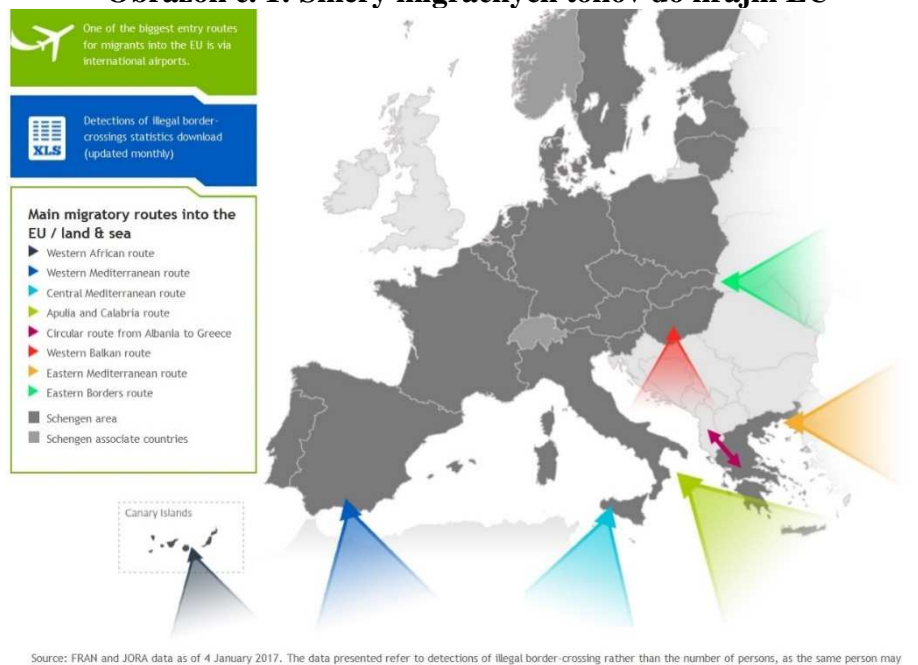 Obrázok č. 1: Smery migračných tokov do krajín EÚ
One of the biggest entry routes
for migrants into the EU is via
international airports.
Detections of illegal border-
crossings statistics download
(updated monthly)
XLS
Main migratory routes into the
EU / land & sea
Western African route
Western Mediterranean route
Central Mediterranean route
Apulia and Calabria route
Circular route from Albania to Greece
Western Balkan route
Eastern Mediterranean route
Eastern Borders route
Schengen area
Schengen associate countries
Canary Islands
Source: FRAN and JORA data as of 4 January 2017. The data presented refer to detections of illegal border-crossing rather than the number of persons, as the same person may